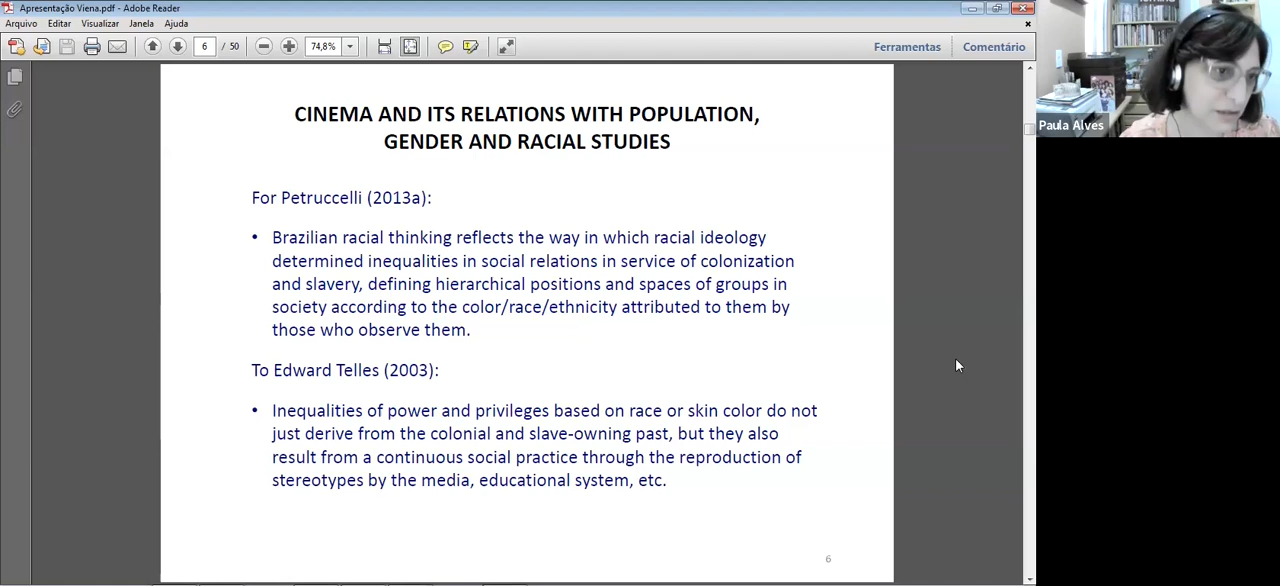 Apresentação Viena.pdf - Adobe Reader
Arquivo Editar Visualizar Janela Ajuda
6 / 50 74,8% Ferramentas Comentário
CINEMA AND ITS RELATIONS WITH POPULATION,
GENDER AND RACIAL STUDIES
For Petruccelli (2013a):
• Brazilian racial thinking reflects the way in which racial ideology
determined inequalities in social relations in service of colonization
and slavery, defining hierarchical positions and spaces of groups in
society according to the color/race/ethnicity attributed to them by
those who observe them.
To Edward Telles (2003):
• Inequalities of power and privileges based on race or skin color do not
just derive from the colonial and slave-owning past, but they also
result from a continuous social practice through the reproduction of
stereotypes by the media, educational system, etc.
6
Paula Alves